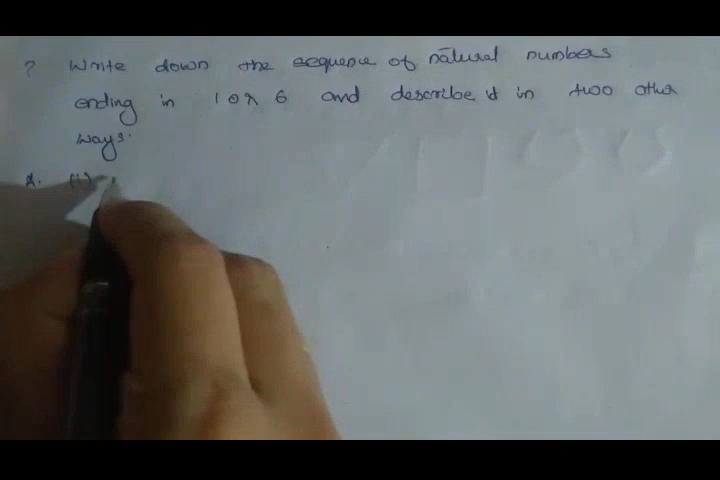 ? Write down the sequence of natural numbers
ending in 1 or 6 and describe it in two other
ways.
A. (i)